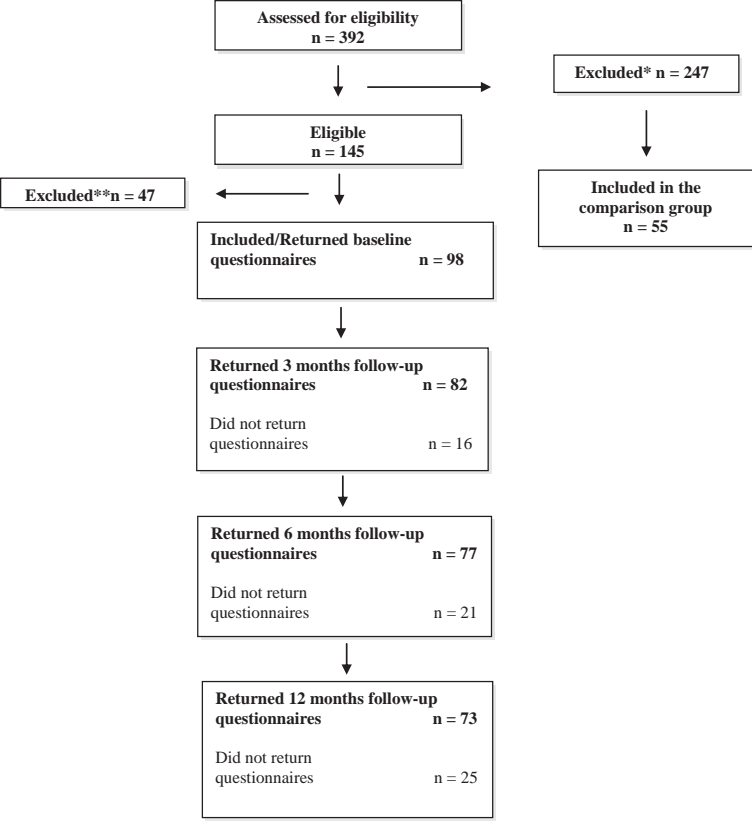 Assessed for eligibility
n = 392
Excluded* n = 247
Eligible
n = 145
Excluded**n = 47
Included in the
comparison group
n = 55
Included/Returned baseline
questionnaires n = 98
Returned 3 months follow-up
questionnaires n = 82
Did not return
questionnaires n = 16
Returned 6 months follow-up
questionnaires n = 77
Did not return
questionnaires n = 21
Returned 12 months follow-up
questionnaires n = 73
Did not return
questionnaires n = 25